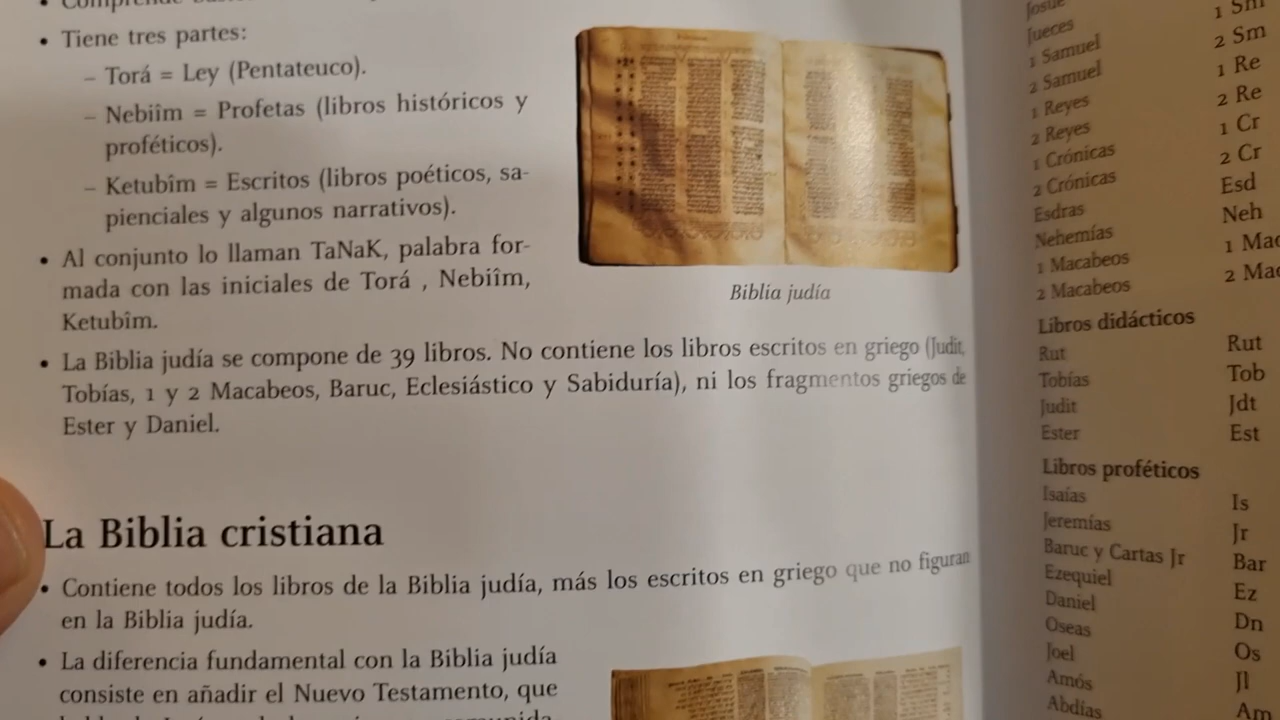 • Tiene tres partes:
– Torá = Ley (Pentateuco).
– Nebiîm = Profetas (libros históricos y
proféticos).
– Ketubîm = Escritos (libros poéticos, sa-
pienciales y algunos narrativos).
• Al conjunto lo llaman TaNaK, palabra for-
mada con las iniciales de Torá , Nebiîm,
Ketubîm.
Biblia judía
• La Biblia judía se compone de 39 libros. No contiene los libros escritos en griego (Judit,
Tobías, 1 y 2 Macabeos, Baruc, Eclesiástico y Sabiduría), ni los fragmentos griegos de
Ester y Daniel.
La Biblia cristiana
• Contiene todos los libros de la Biblia judía, más los escritos en griego que no figuran
en la Biblia judía.
• La diferencia fundamental con la Biblia judía
consiste en añadir el Nuevo Testamento, que
Josué
Jueces 1 Sm
1 Samuel 2 Sm
2 Samuel 1 Re
1 Reyes 2 Re
2 Reyes 1 Cr
1 Crónicas 2 Cr
2 Crónicas Esd
Esdras Neh
Nehemías 1 Mac
1 Macabeos 2 Mac
2 Macabeos
Libros didácticos
Rut Rut
Tobías Tob
Judit Jdt
Ester Est
Libros proféticos
Isaías Is
Jeremías Jr
Baruc y Cartas Jr Bar
Ezequiel Ez
Daniel Dn
Oseas Os
Joel Jl
Amós Am
Abdías